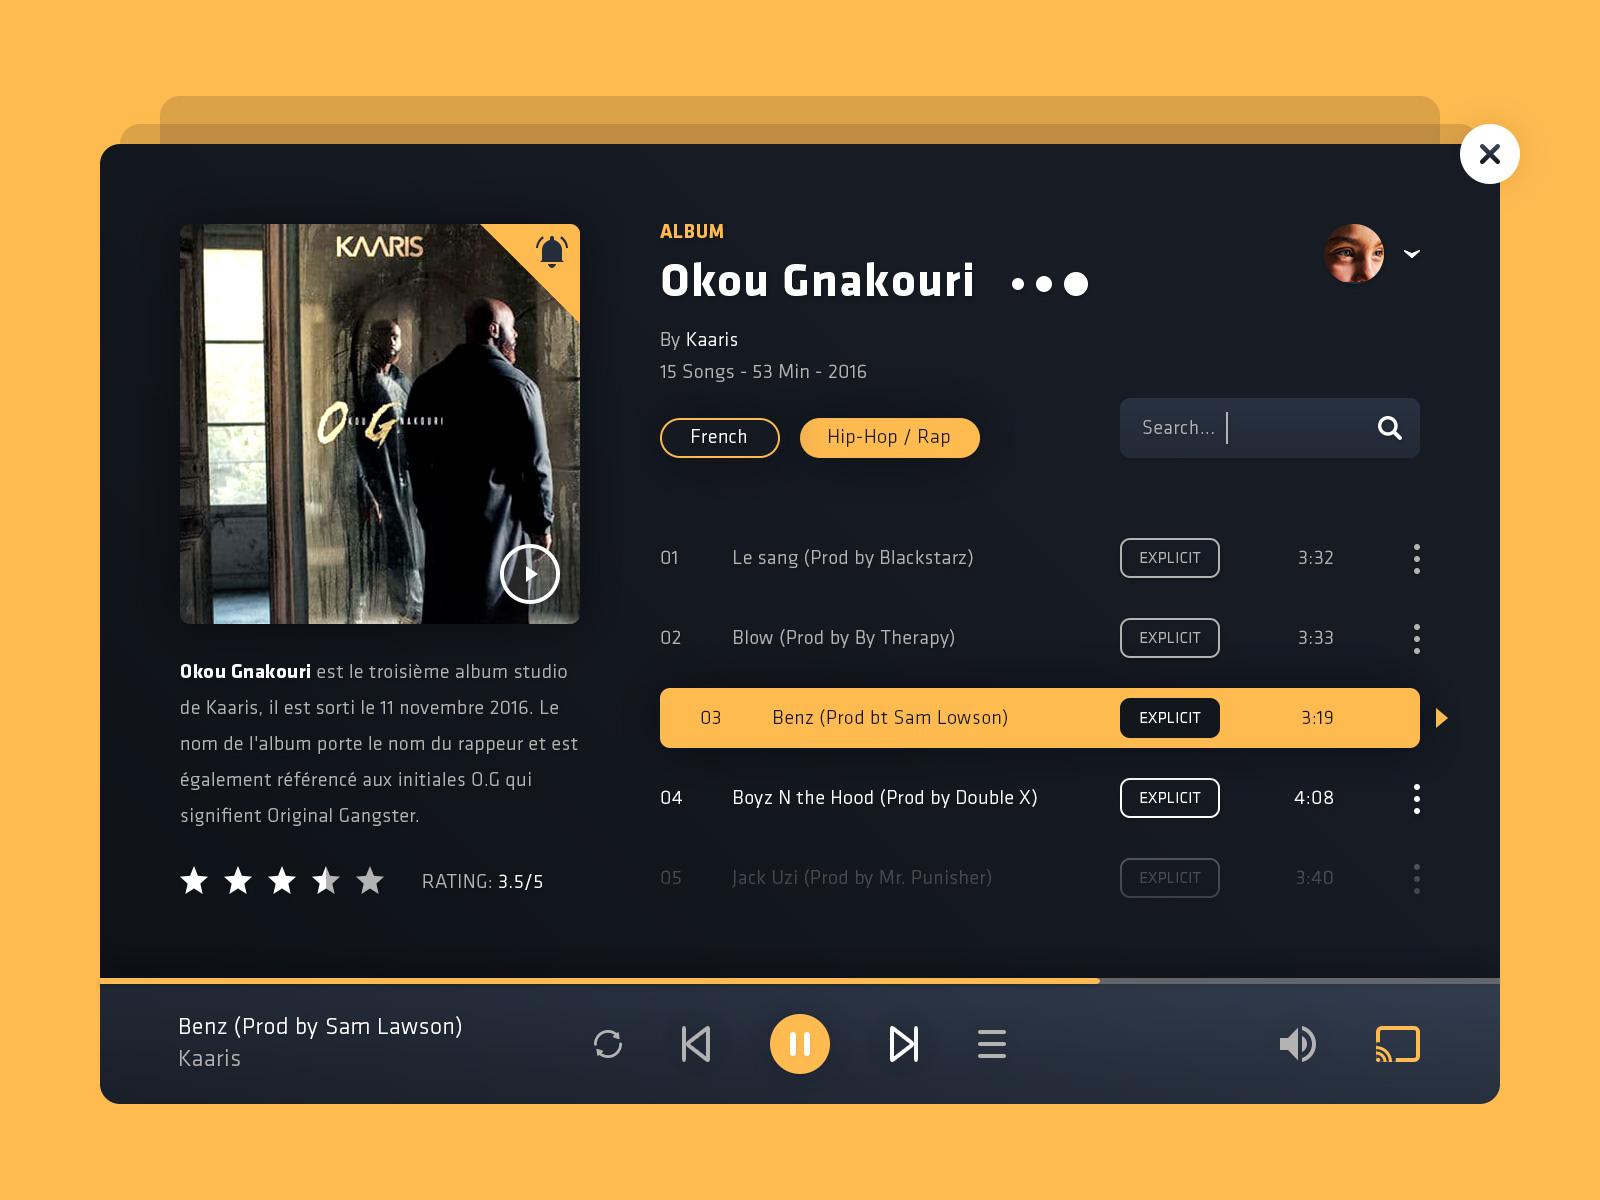 KAARIS
OG
OKOU GNAKOURI
Okou Gnakouri est le troisième album studio
de Kaaris, il est sorti le 11 novembre 2016. Le
nom de l'album porte le nom du rappeur et est
également référencé aux initiales O.G qui
signifient Original Gangster.
RATING: 3.5/5
ALBUM
Okou Gnakouri
By Kaaris
15 Songs - 53 Min - 2016
French
Hip-Hop / Rap
Search...
01 Le sang (Prod by Blackstarz) EXPLICIT 3:32
02 Blow (Prod by By Therapy) EXPLICIT 3:33
03 Benz (Prod bt Sam Lowson) EXPLICIT 3:19
04 Boyz N the Hood (Prod by Double X) EXPLICIT 4:08
05 Jack Uzi (Prod by Mr. Punisher) EXPLICIT 3:40
Benz (Prod by Sam Lawson)
Kaaris